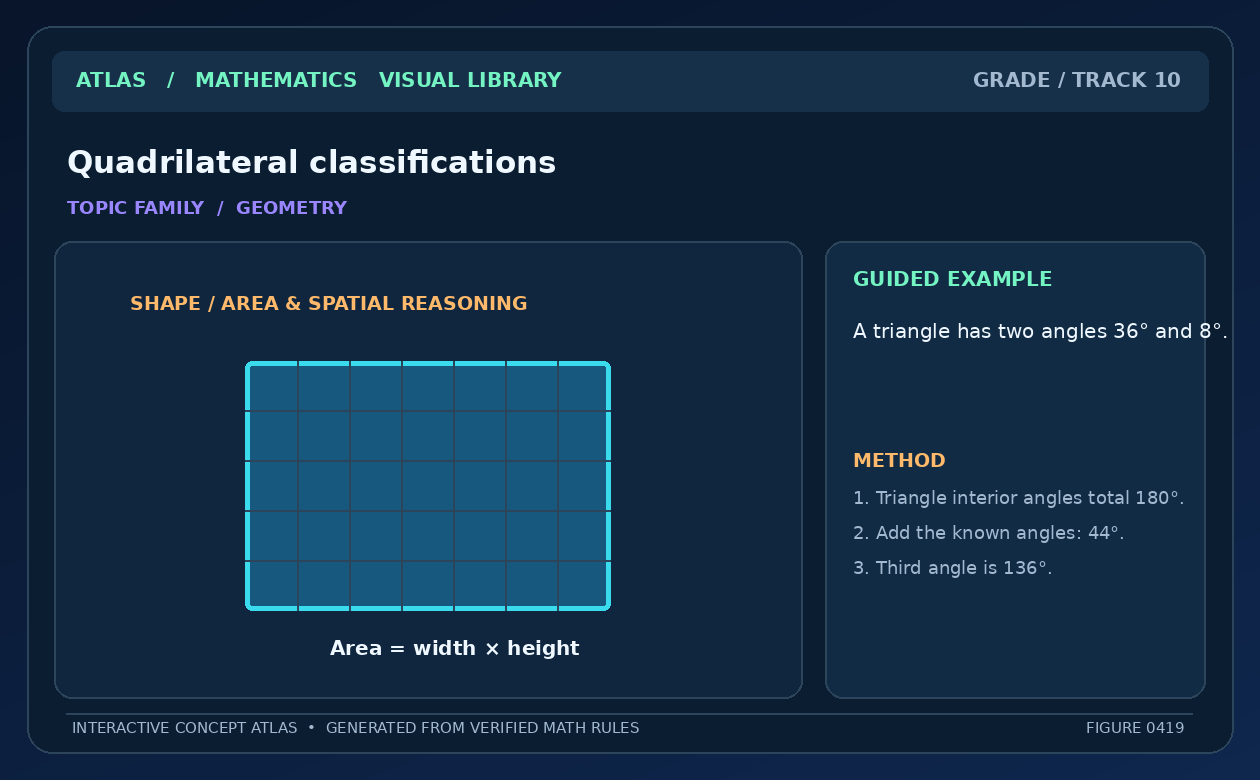 ATLAS / MATHEMATICS VISUAL LIBRARY
GRADE / TRACK 10
Quadrilateral classifications
TOPIC FAMILY / GEOMETRY
SHAPE / AREA & SPATIAL REASONING
Area = width × height
GUIDED EXAMPLE
A triangle has two angles 36° and 8°.
METHOD
1. Triangle interior angles total 180°.
2. Add the known angles: 44°.
3. Third angle is 136°.
INTERACTIVE CONCEPT ATLAS • GENERATED FROM VERIFIED MATH RULES
FIGURE 0419